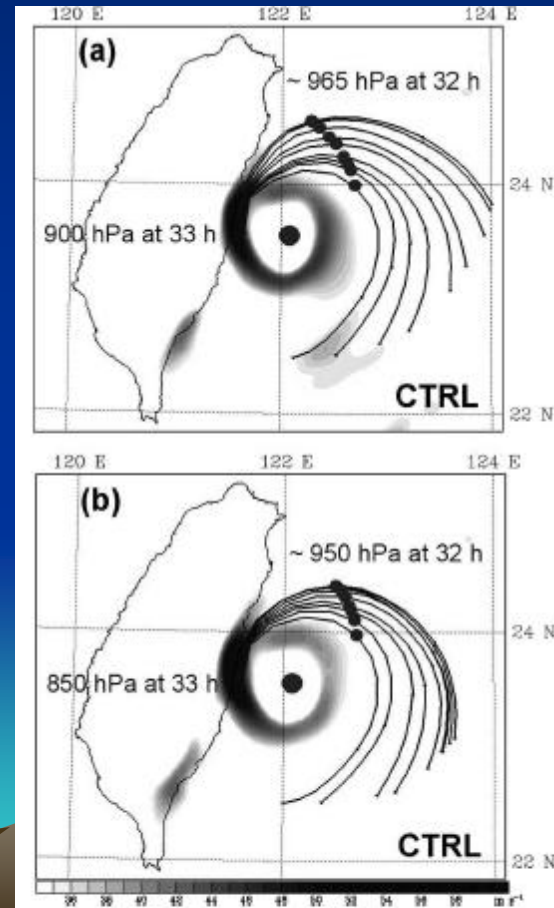 120 E 122 E 124 E
(a)
~ 965 hPa at 32 h
24 N
900 hPa at 33 h
CTRL
22 N
120 E 122 E 124 E
(b)
~ 950 hPa at 32 h
24 N
850 hPa at 33 h
CTRL
22 N
m s⁻¹